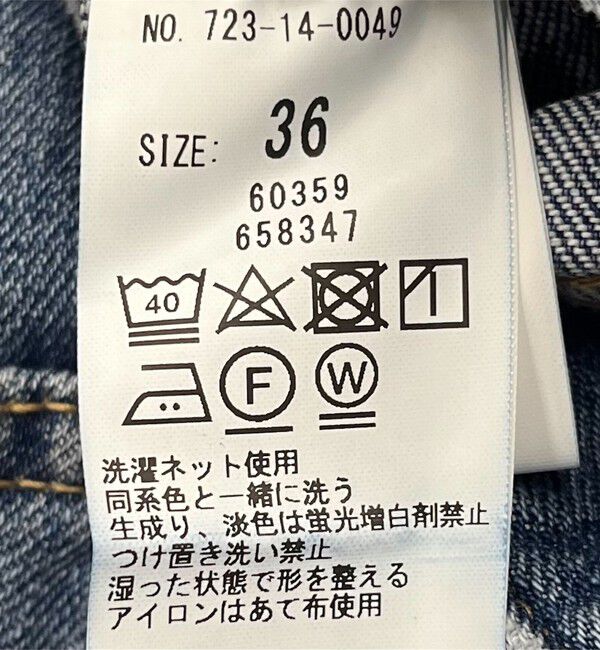 NO. 723-14-0049
SIZE: 36
60359
658347
40
F W
洗濯ネット使用
同系色と一緒に洗う
生成り、淡色は蛍光増白剤禁止
つけ置き洗い禁止
湿った状態で形を整える
アイロンはあて布使用